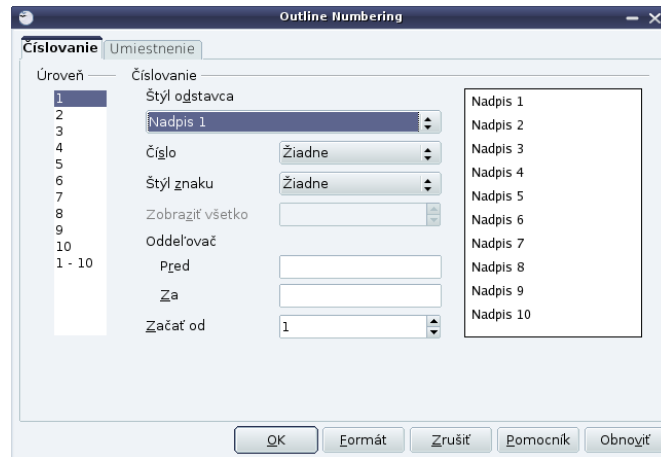 Outline Numbering
Číslovanie Umiestnenie
Úroveň
1
2
3
4
5
6
7
8
9
10
1 - 10
Číslovanie
Štýl odstavca
Nadpis 1
Číslo Žiadne
Štýl znaku Žiadne
Zobraziť všetko
Oddeľovač
Pred
Za
Začať od 1
Nadpis 1
Nadpis 2
Nadpis 3
Nadpis 4
Nadpis 5
Nadpis 6
Nadpis 7
Nadpis 8
Nadpis 9
Nadpis 10
OK Formát Zrušiť Pomocník Obnoviť